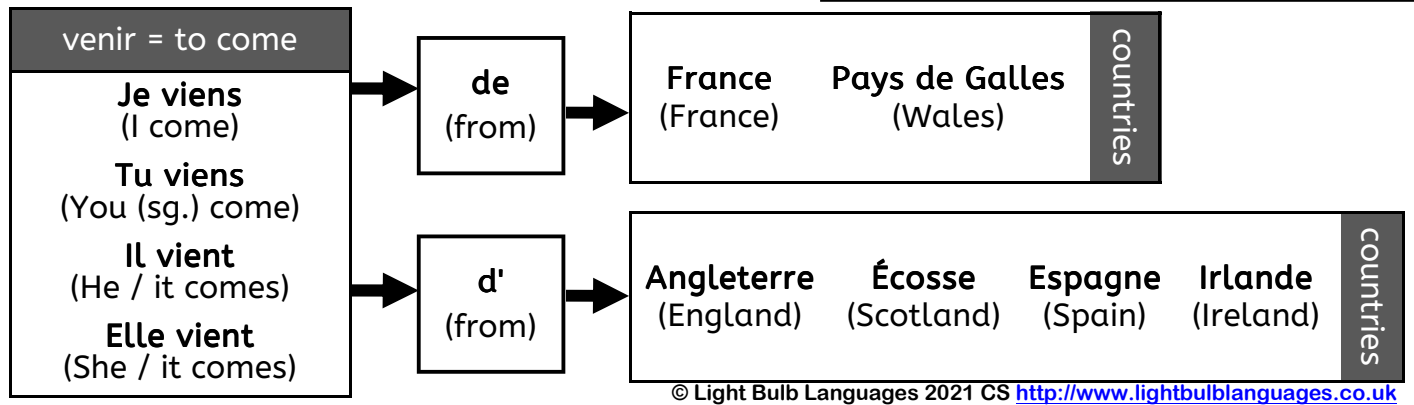 venir = to come
Je viens
(I come)
Tu viens
(You (sg.) come)
Il vient
(He / it comes)
Elle vient
(She / it comes)
de
(from)
France Pays de Galles
(France) (Wales)
countries
d'
(from)
Angleterre Écosse Espagne Irlande
(England) (Scotland) (Spain) (Ireland)
countries
© Light Bulb Languages 2021 CS http://www.lightbulblanguages.co.uk